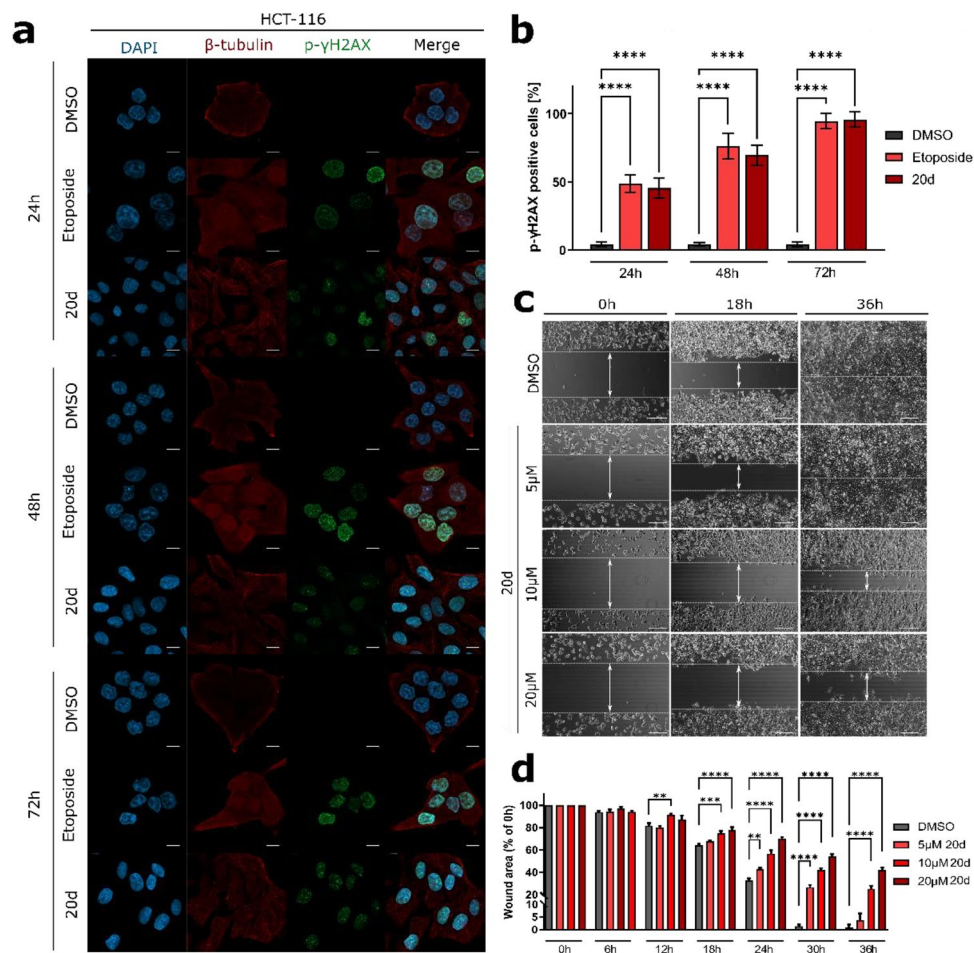 a
HCT-116
DAPI β-tubulin p-γH2AX Merge
24h
DMSO
Etoposide
20d
48h
DMSO
Etoposide
20d
72h
DMSO
Etoposide
20d
b
p-γH2AX positive cells [%]
100
50
0
**** **** ****
**** **** ****
24h 48h 72h
DMSO
Etoposide
20d
c
0h 18h 36h
DMSO
20d
5µM
10µM
20µM
d
Wound area (% of 0h)
100
80
60
40
20
10
5
0
**** **** **** ****
** *** **** **** ****
** ****
0h 6h 12h 18h 24h 30h 36h
DMSO
5µM 20d
10µM 20d
20µM 20d